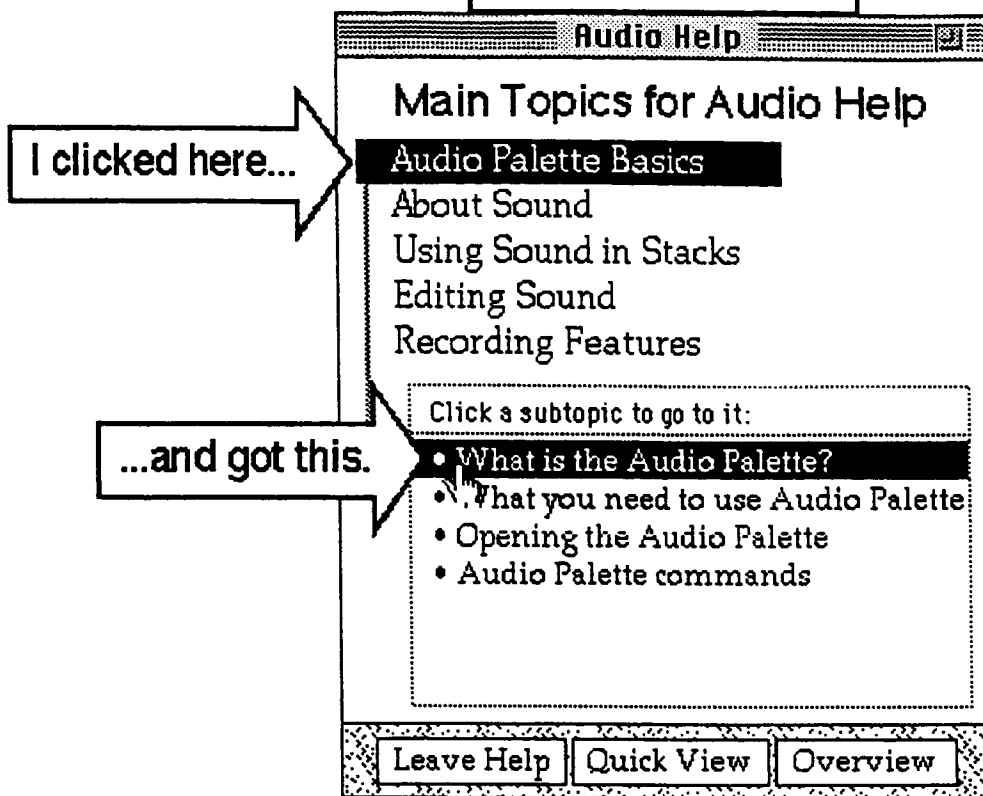 Audio Help
Main Topics for Audio Help
I clicked here...
Audio Palette Basics
About Sound
Using Sound in Stacks
Editing Sound
Recording Features
Click a subtopic to go to it:
...and got this.
• What is the Audio Palette?
• What you need to use Audio Palette
• Opening the Audio Palette
• Audio Palette commands
Leave Help
Quick View
Overview